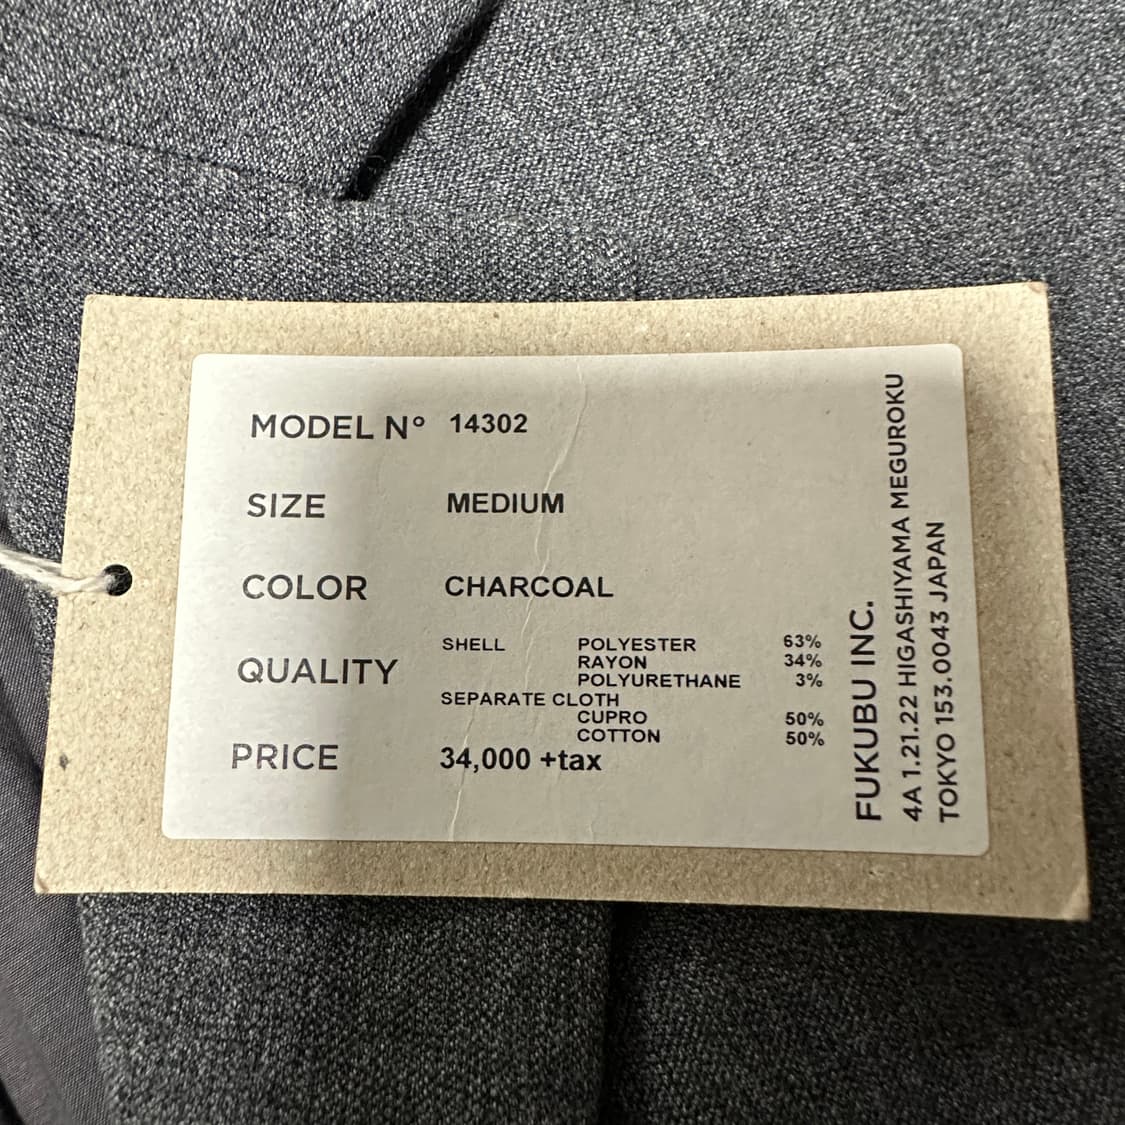 MODEL Nº 14302
SIZE MEDIUM
COLOR CHARCOAL
QUALITY
SHELL POLYESTER 63%
RAYON 34%
POLYURETHANE 3%
SEPARATE CLOTH
CUPRO 50%
COTTON 50%
PRICE 34,000 +tax
FUKUBU INC.
4A 1.21.22 HIGASHIYAMA MEGUROKU
TOKYO 153.0043 JAPAN